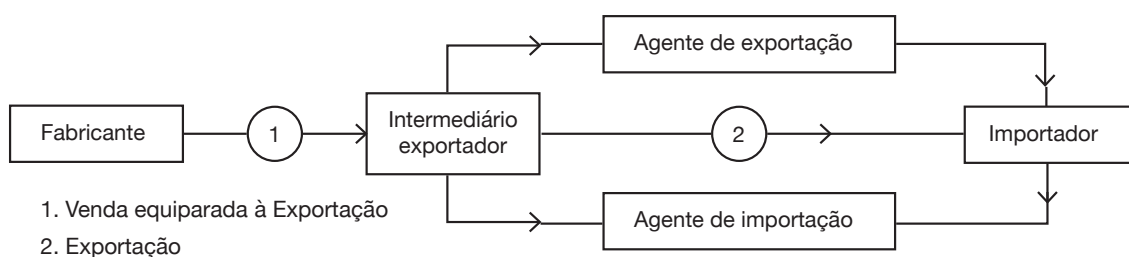 Agente de exportação
Fabricante
1
Intermediário
exportador
2
Importador
Agente de importação
1. Venda equiparada à Exportação
2. Exportação